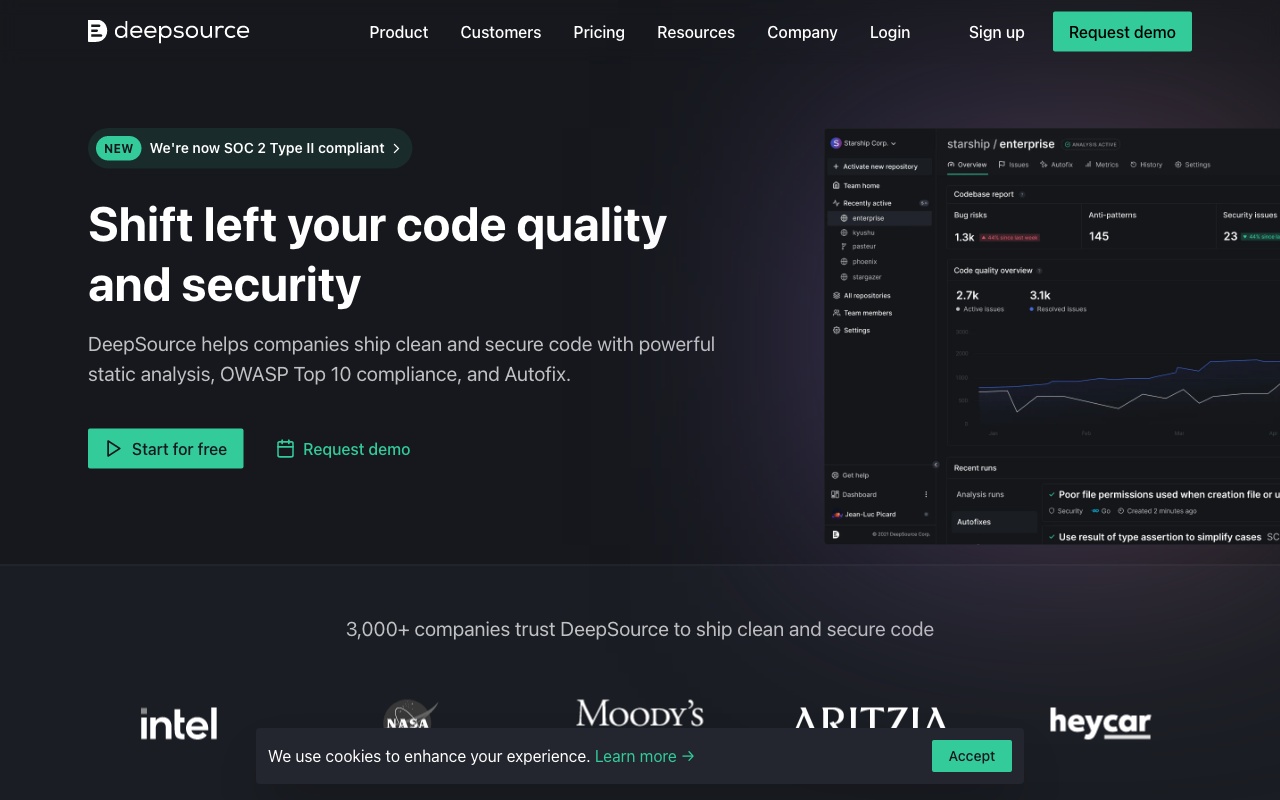 deepsource
Product
Customers
Pricing
Resources
Company
Login
Sign up
Request demo
NEW We're now SOC 2 Type II compliant
Shift left your code quality
and security
DeepSource helps companies ship clean and secure code with powerful
static analysis, OWASP Top 10 compliance, and Autofix.
Start for free
Request demo
Starship Corp.
Activate new repository
Team home
Recently active
enterprise
kyushu
pasteur
phoenix
stargazer
All repositories
Team members
Settings
Get help
Dashboard
Jean-Luc Picard
© 2021 DeepSource Corp.
starship / enterprise ANALYSIS ACTIVE
Overview
Issues
Autofix
Metrics
History
Settings
Codebase report
Bug risks
1.3k 44% since last week
Anti-patterns
145
Security issues
23 44% since
Code quality overview
2.7k
Active issues
3.1k
Resolved issues
Jan Feb Mar Apr
Recent runs
Analysis runs
Autofixes
Poor file permissions used when creation file or u
Security Go Created 2 minutes ago
Use result of type assertion to simplify cases SC
3,000+ companies trust DeepSource to ship clean and secure code
intel
NASA
MOODY'S
ARITZIA
heycar
We use cookies to enhance your experience. Learn more →
Accept